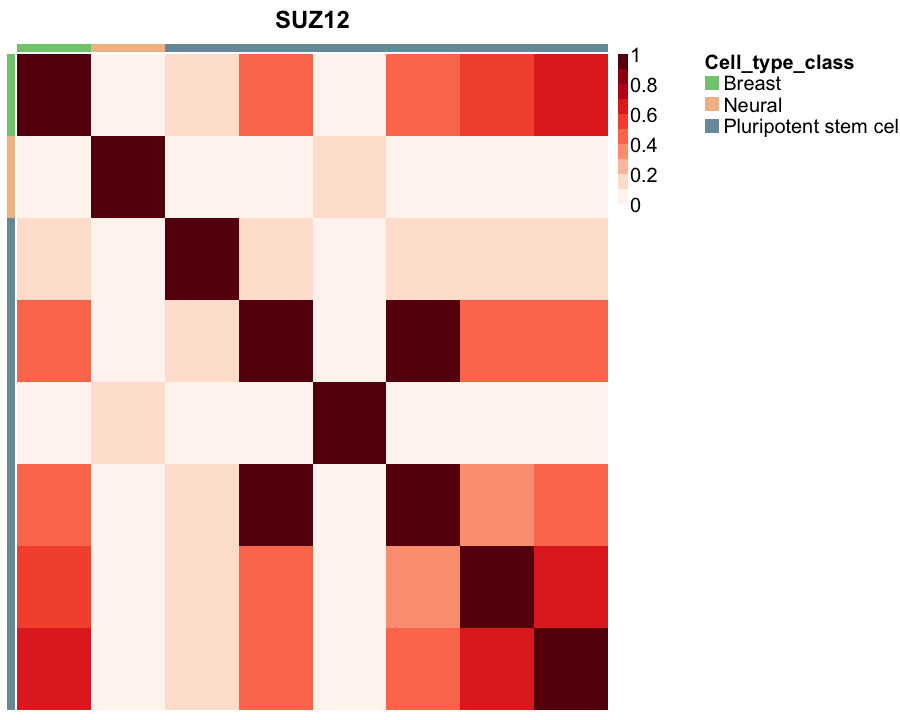 SUZ12
1
0.8
0.6
0.4
0.2
0
Cell_type_class
Breast
Neural
Pluripotent stem cel